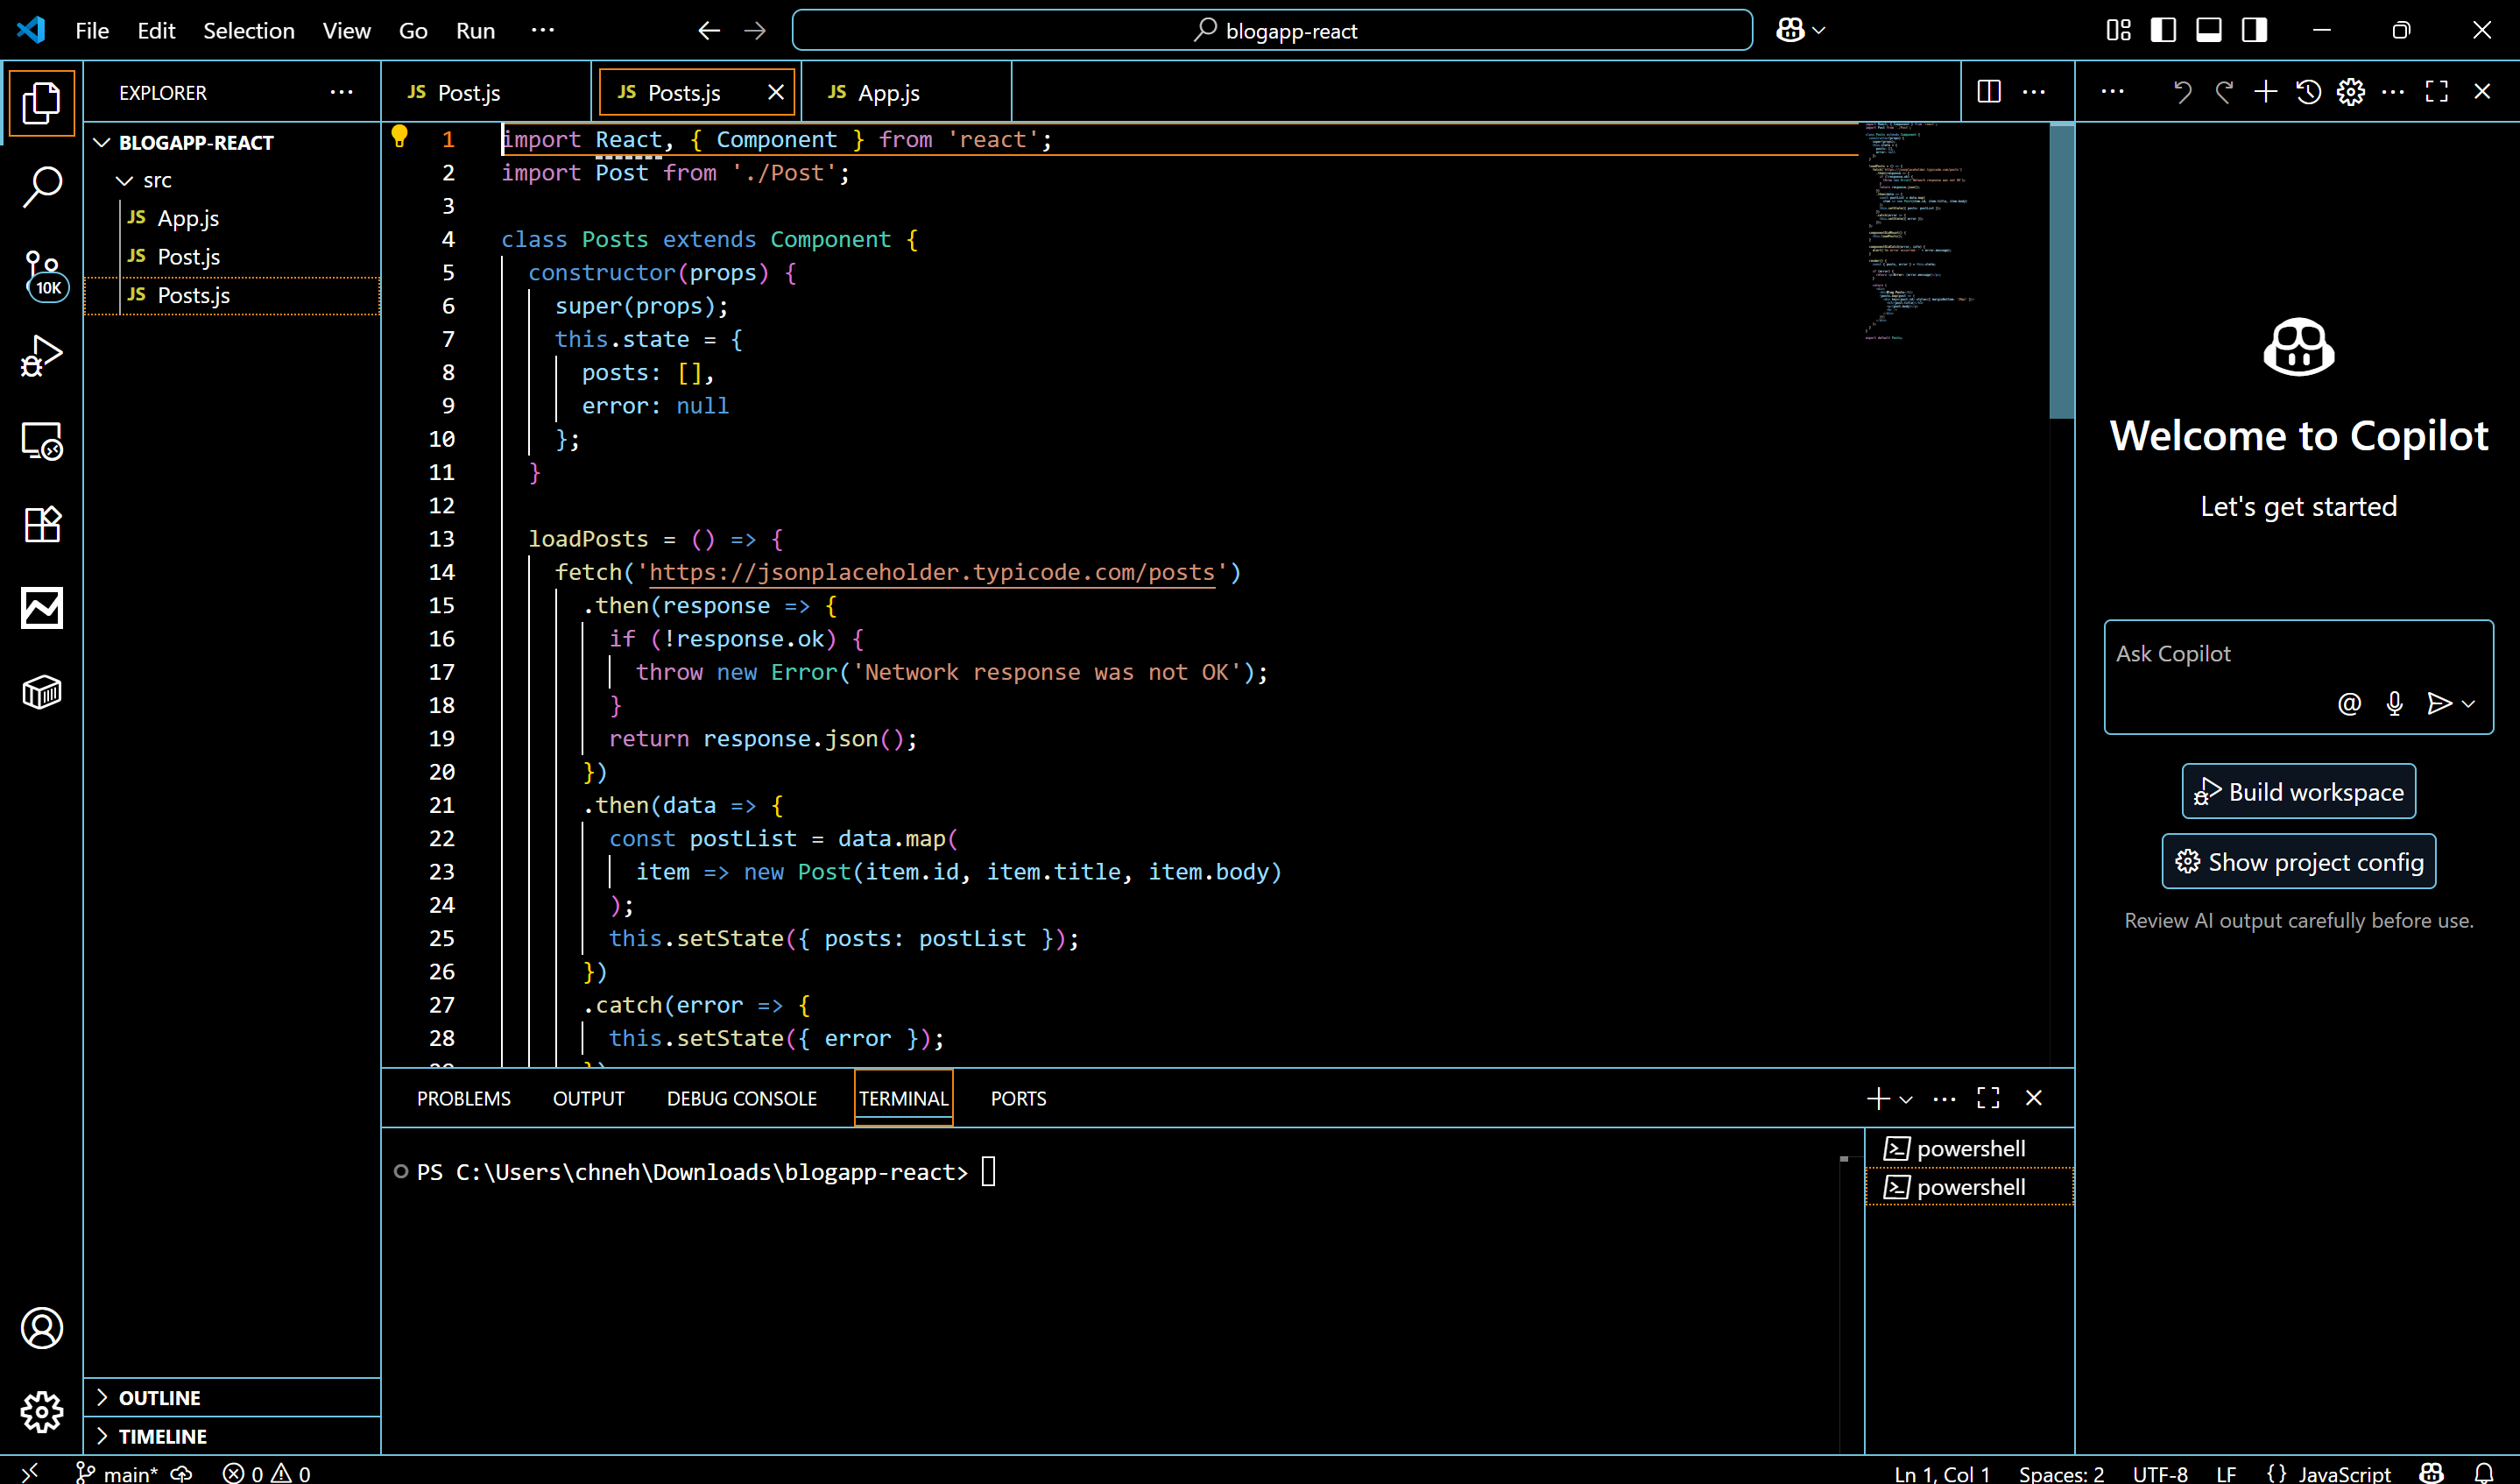 File Edit Selection View Go Run ···
blogapp-react
EXPLORER
BLOGAPP-REACT
src
JS App.js
JS Post.js
JS Posts.js
OUTLINE
TIMELINE
10K
JS Post.js
JS Posts.js
JS App.js
1 import React, { Component } from 'react';
2 import Post from './Post';
3
4 class Posts extends Component {
5 constructor(props) {
6 super(props);
7 this.state = {
8 posts: [],
9 error: null
10 };
11 }
12
13 loadPosts = () => {
14 fetch('https://jsonplaceholder.typicode.com/posts')
15 .then(response => {
16 if (!response.ok) {
17 throw new Error('Network response was not OK');
18 }
19 return response.json();
20 })
21 .then(data => {
22 const postList = data.map(
23 item => new Post(item.id, item.title, item.body)
24 );
25 this.setState({ posts: postList });
26 })
27 .catch(error => {
28 this.setState({ error });
PROBLEMS OUTPUT DEBUG CONSOLE TERMINAL PORTS
PS C:\Users\chneh\Downloads\blogapp-react>
powershell
powershell
Welcome to Copilot
Let's get started
Ask Copilot
@
Build workspace
Show project config
Review AI output carefully before use.
main* 0 0
Ln 1, Col 1 Spaces: 2 UTF-8 LF {} JavaScript